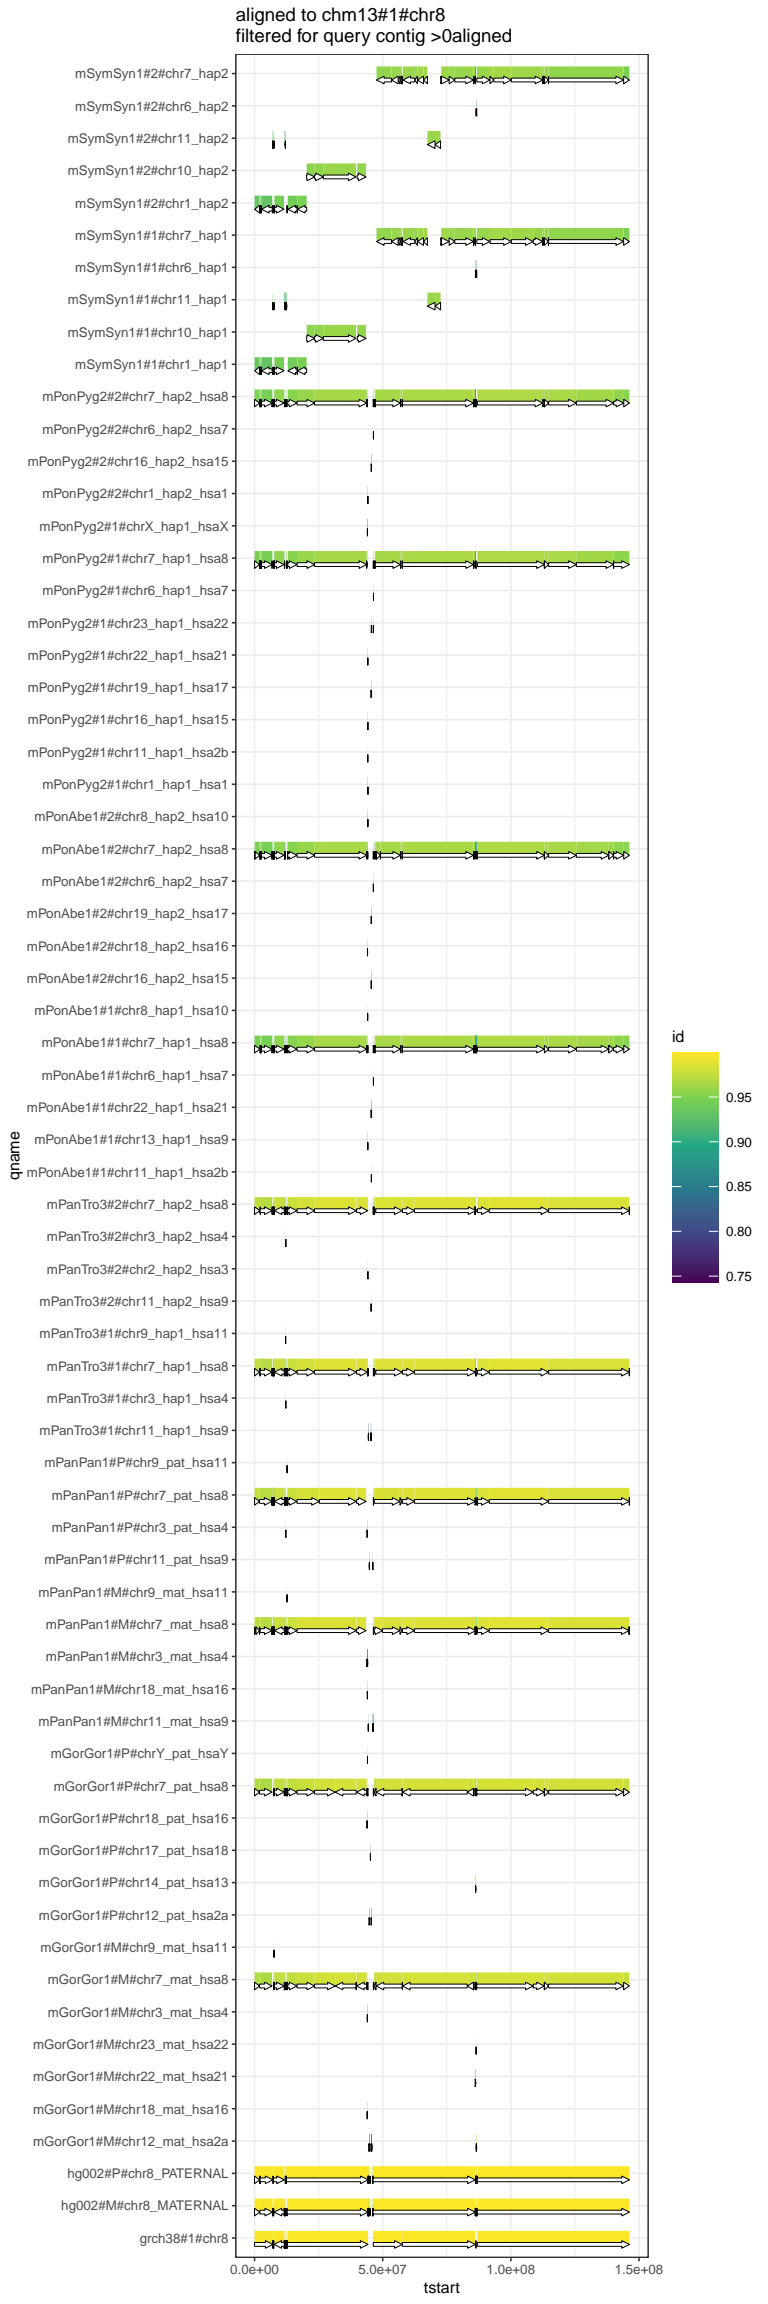 aligned to chm13#1#chr8
filtered for query contig >0aligned
mSymSyn1#2#chr7_hap2
mSymSyn1#2#chr6_hap2
mSymSyn1#2#chr11_hap2
mSymSyn1#2#chr10_hap2
mSymSyn1#2#chr1_hap2
mSymSyn1#1#chr7_hap1
mSymSyn1#1#chr6_hap1
mSymSyn1#1#chr11_hap1
mSymSyn1#1#chr10_hap1
mSymSyn1#1#chr1_hap1
mPonPyg2#2#chr7_hap2_hsa8
mPonPyg2#2#chr6_hap2_hsa7
mPonPyg2#2#chr16_hap2_hsa15
mPonPyg2#2#chr1_hap2_hsa1
mPonPyg2#1#chrX_hap1_hsaX
mPonPyg2#1#chr7_hap1_hsa8
mPonPyg2#1#chr6_hap1_hsa7
mPonPyg2#1#chr23_hap1_hsa22
mPonPyg2#1#chr22_hap1_hsa21
mPonPyg2#1#chr19_hap1_hsa17
mPonPyg2#1#chr16_hap1_hsa15
mPonPyg2#1#chr11_hap1_hsa2b
mPonPyg2#1#chr1_hap1_hsa1
mPonAbe1#2#chr8_hap2_hsa10
mPonAbe1#2#chr7_hap2_hsa8
mPonAbe1#2#chr6_hap2_hsa7
mPonAbe1#2#chr19_hap2_hsa17
mPonAbe1#2#chr18_hap2_hsa16
mPonAbe1#2#chr16_hap2_hsa15
mPonAbe1#1#chr8_hap1_hsa10
mPonAbe1#1#chr7_hap1_hsa8
mPonAbe1#1#chr6_hap1_hsa7
mPonAbe1#1#chr22_hap1_hsa21
mPonAbe1#1#chr13_hap1_hsa9
mPonAbe1#1#chr11_hap1_hsa2b
mPanTro3#2#chr7_hap2_hsa8
mPanTro3#2#chr3_hap2_hsa4
mPanTro3#2#chr2_hap2_hsa3
mPanTro3#2#chr11_hap2_hsa9
mPanTro3#1#chr9_hap1_hsa11
mPanTro3#1#chr7_hap1_hsa8
mPanTro3#1#chr3_hap1_hsa4
mPanTro3#1#chr11_hap1_hsa9
mPanPan1#P#chr9_pat_hsa11
mPanPan1#P#chr7_pat_hsa8
mPanPan1#P#chr3_pat_hsa4
mPanPan1#P#chr11_pat_hsa9
mPanPan1#M#chr9_mat_hsa11
mPanPan1#M#chr7_mat_hsa8
mPanPan1#M#chr3_mat_hsa4
mPanPan1#M#chr18_mat_hsa16
mPanPan1#M#chr11_mat_hsa9
mGorGor1#P#chrY_pat_hsaY
mGorGor1#P#chr7_pat_hsa8
mGorGor1#P#chr18_pat_hsa16
mGorGor1#P#chr17_pat_hsa18
mGorGor1#P#chr14_pat_hsa13
mGorGor1#P#chr12_pat_hsa2a
mGorGor1#M#chr9_mat_hsa11
mGorGor1#M#chr7_mat_hsa8
mGorGor1#M#chr3_mat_hsa4
mGorGor1#M#chr23_mat_hsa22
mGorGor1#M#chr22_mat_hsa21
mGorGor1#M#chr18_mat_hsa16
mGorGor1#M#chr12_mat_hsa2a
hg002#P#chr8_PATERNAL
hg002#M#chr8_MATERNAL
grch38#1#chr8
qname
0.0e+00
5.0e+07
1.0e+08
1.5e+08
tstart
id
0.95
0.90
0.85
0.80
0.75